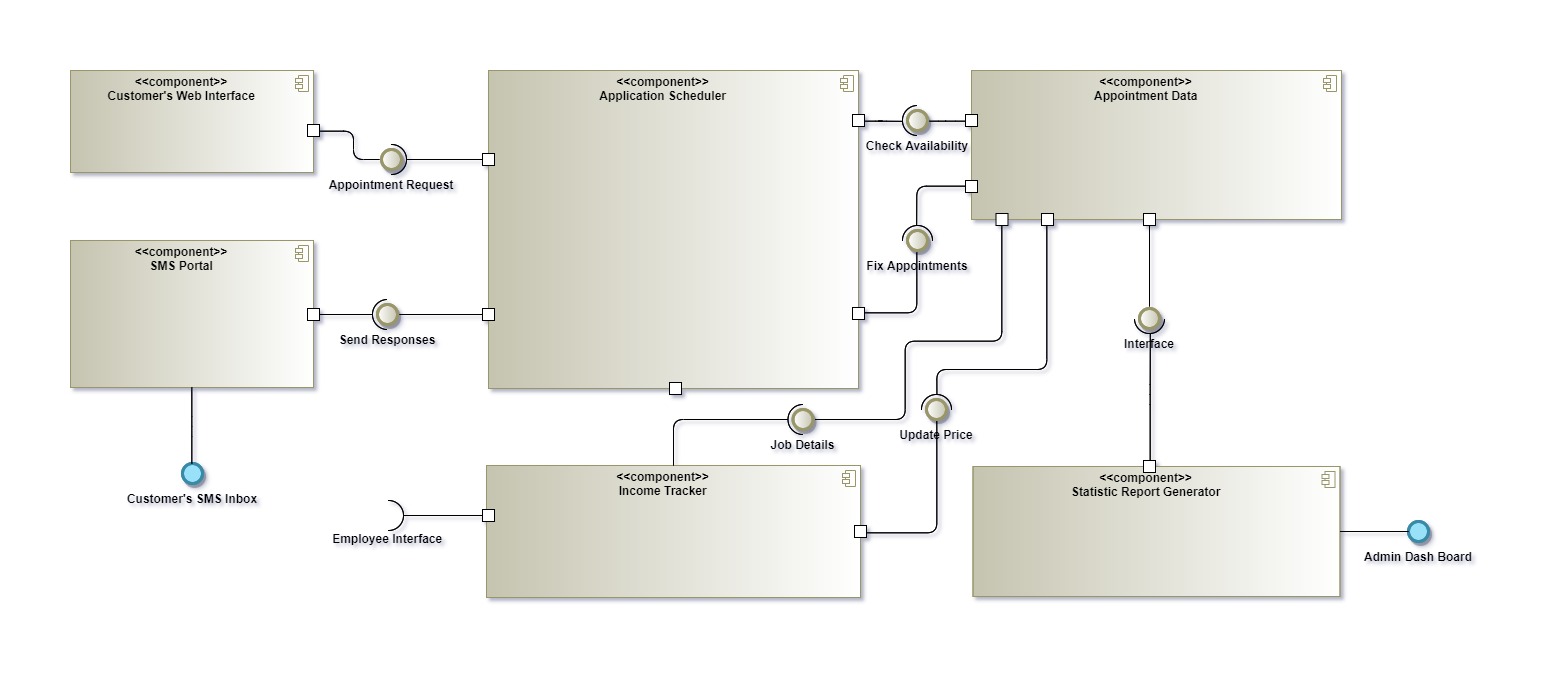 <<component>>
Customer's Web Interface
<<component>>
Application Scheduler
<<component>>
Appointment Data
Check Availability
Appointment Request
<<component>>
SMS Portal
Fix Appointments
Send Responses
Interface
Job Details
Update Price
<<component>>
Income Tracker
<<component>>
Statistic Report Generator
Customer's SMS Inbox
Employee Interface
Admin Dash Board